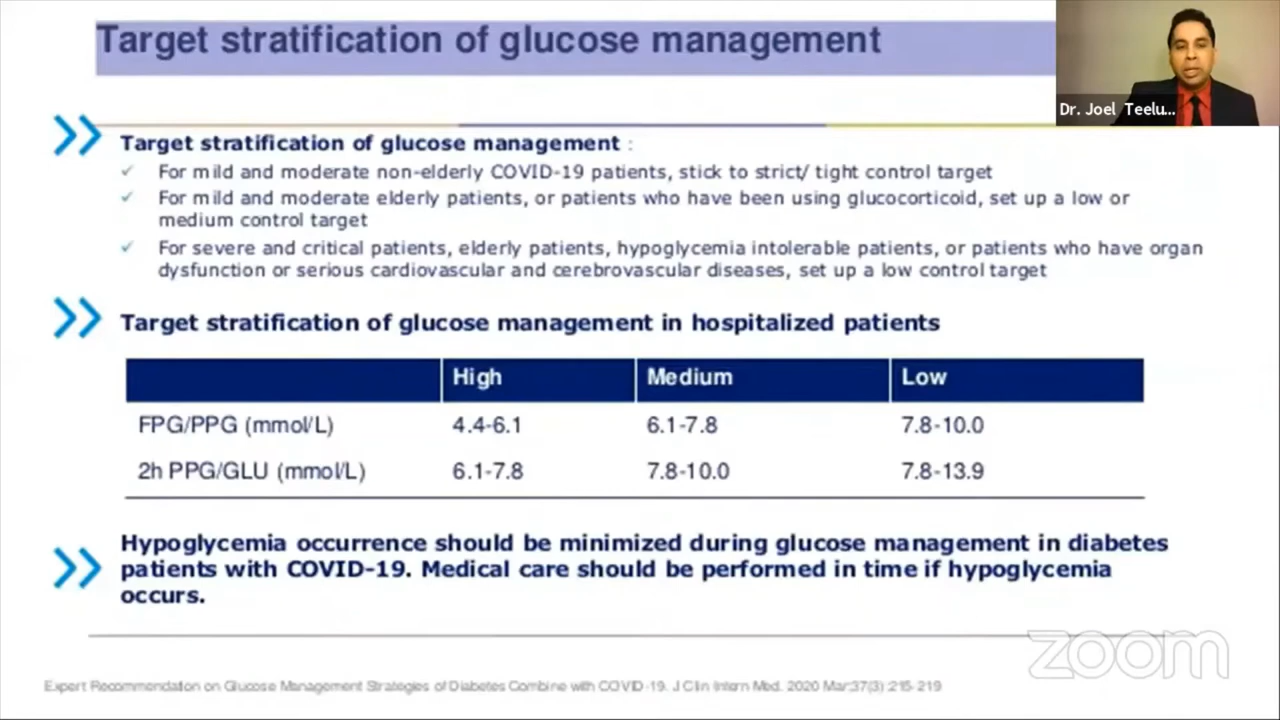 Target stratification of glucose management
Dr. Joel Teelu...
Target stratification of glucose management :
For mild and moderate non-elderly COVID-19 patients, stick to strict/ tight control target
For mild and moderate elderly patients, or patients who have been using glucocorticoid, set up a low or
medium control target
For severe and critical patients, elderly patients, hypoglycemia intolerable patients, or patients who have organ
dysfunction or serious cardiovascular and cerebrovascular diseases, set up a low control target
Target stratification of glucose management in hospitalized patients
High Medium Low
FPG/PPG (mmol/L) 4.4-6.1 6.1-7.8 7.8-10.0
2h PPG/GLU (mmol/L) 6.1-7.8 7.8-10.0 7.8-13.9
Hypoglycemia occurrence should be minimized during glucose management in diabetes
patients with COVID-19. Medical care should be performed in time if hypoglycemia
occurs.
zoom
Expert Recommendation on Glucose Management Strategies of Diabetes Combine with COVID-19. J Clin Intern Med. 2020 Mar;37(3):215-219